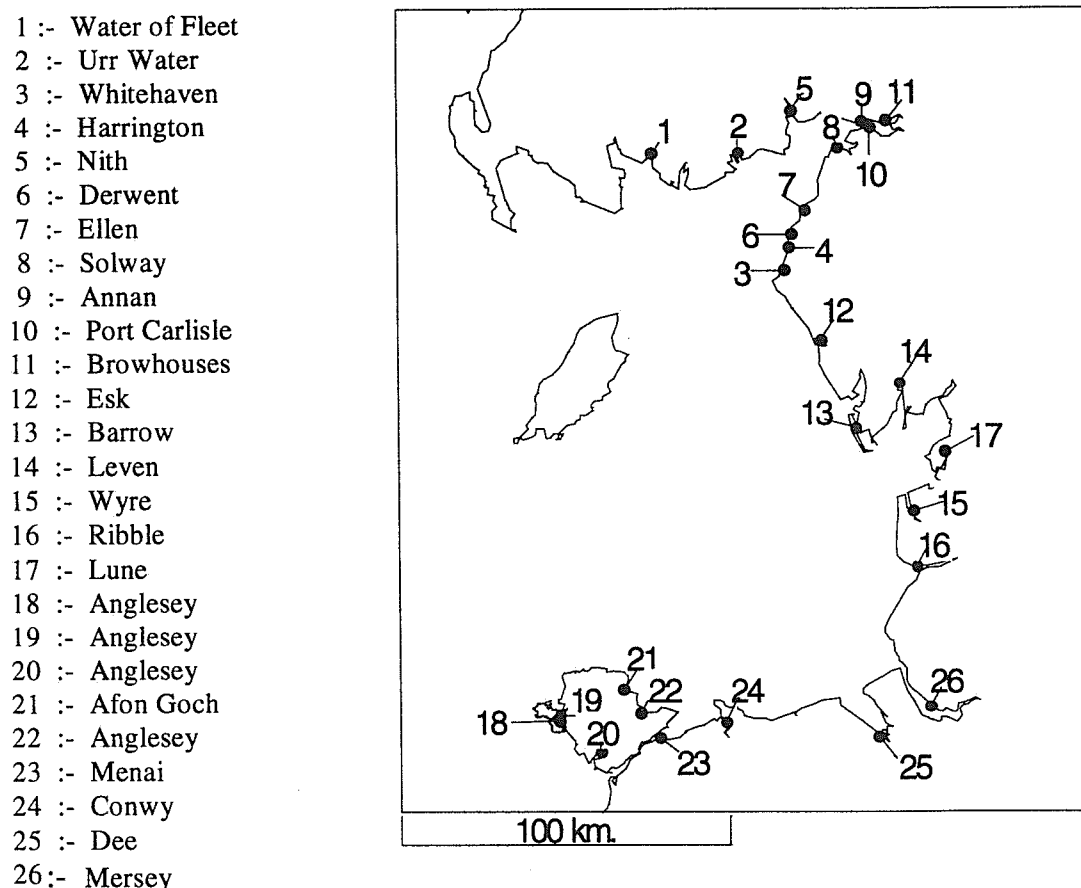 1 :- Water of Fleet
2 :- Urr Water
3 :- Whitehaven
4 :- Harrington
5 :- Nith
6 :- Derwent
7 :- Ellen
8 :- Solway
9 :- Annan
10 :- Port Carlisle
11 :- Browhouses
12 :- Esk
13 :- Barrow
14 :- Leven
15 :- Wyre
16 :- Ribble
17 :- Lune
18 :- Anglesey
19 :- Anglesey
20 :- Anglesey
21 :- Afon Goch
22 :- Anglesey
23 :- Menai
24 :- Conwy
25 :- Dee
26:- Mersey
5
9
11
1
2
8
10
7
6
4
3
12
14
13
17
15
16
21
19
22
24
26
18
20
23
25
100 km.